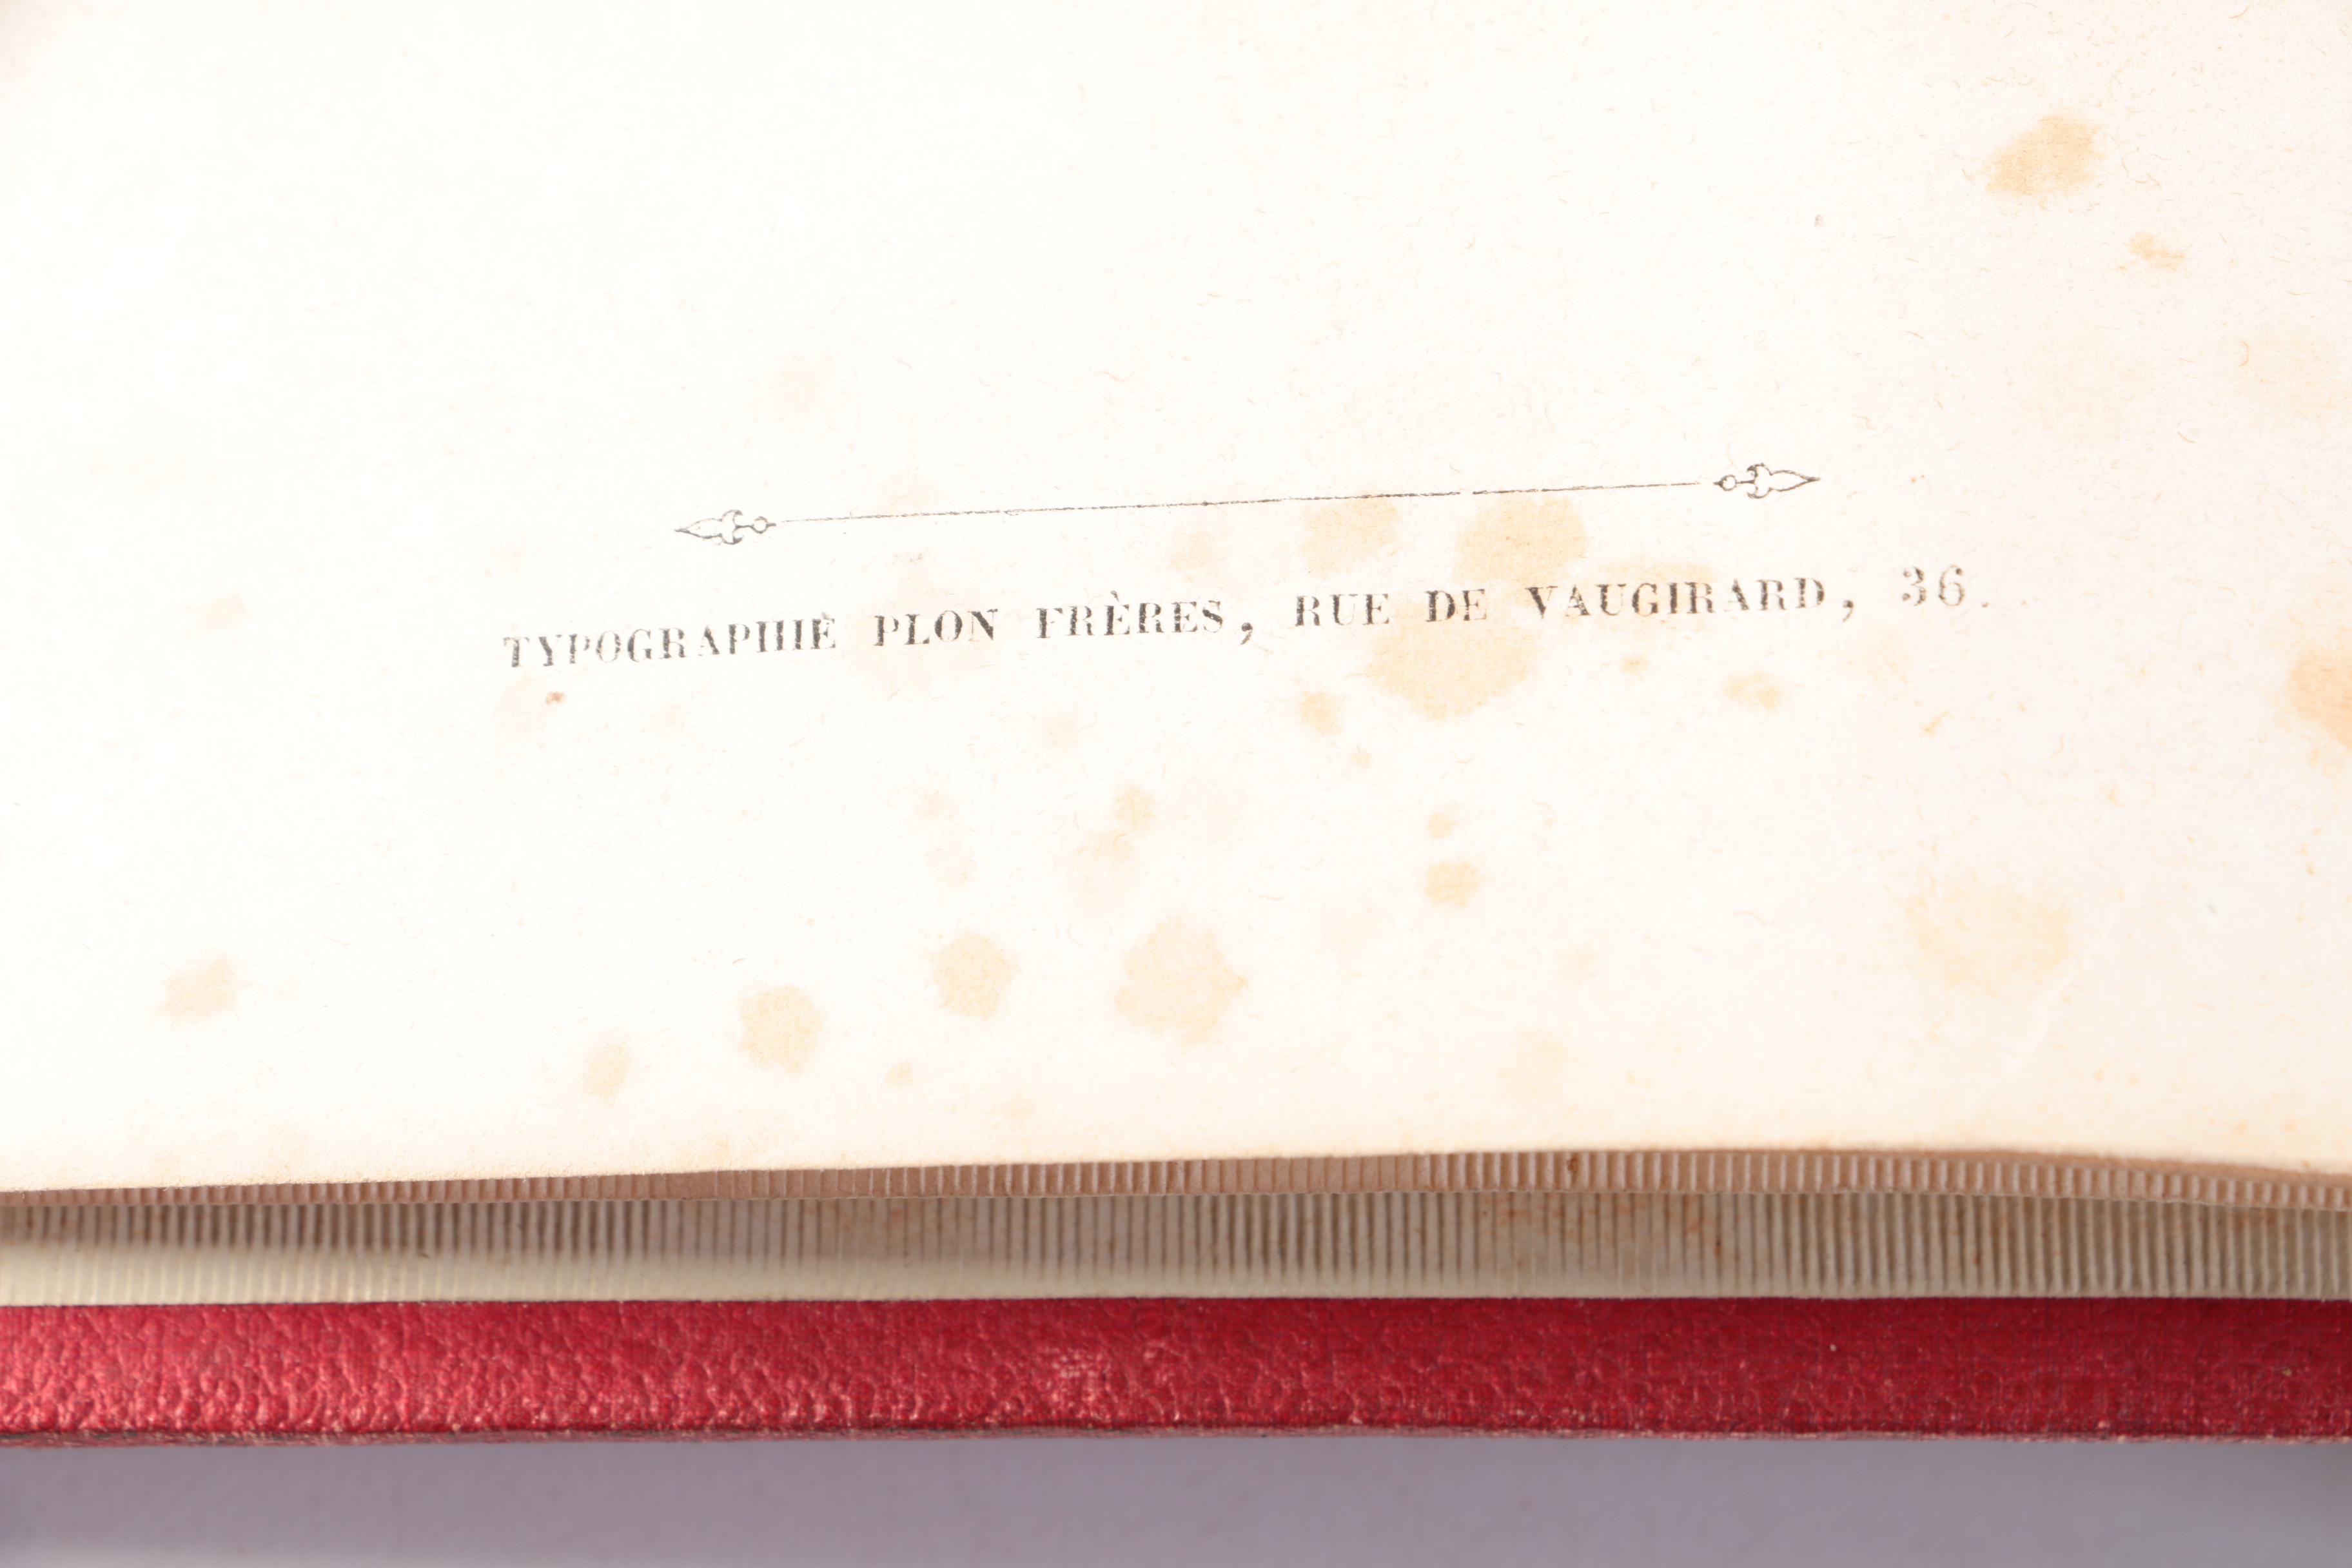 TYPOGRAPHIE PLON FRÈRES, RUE DE VAUGIRARD, 36.